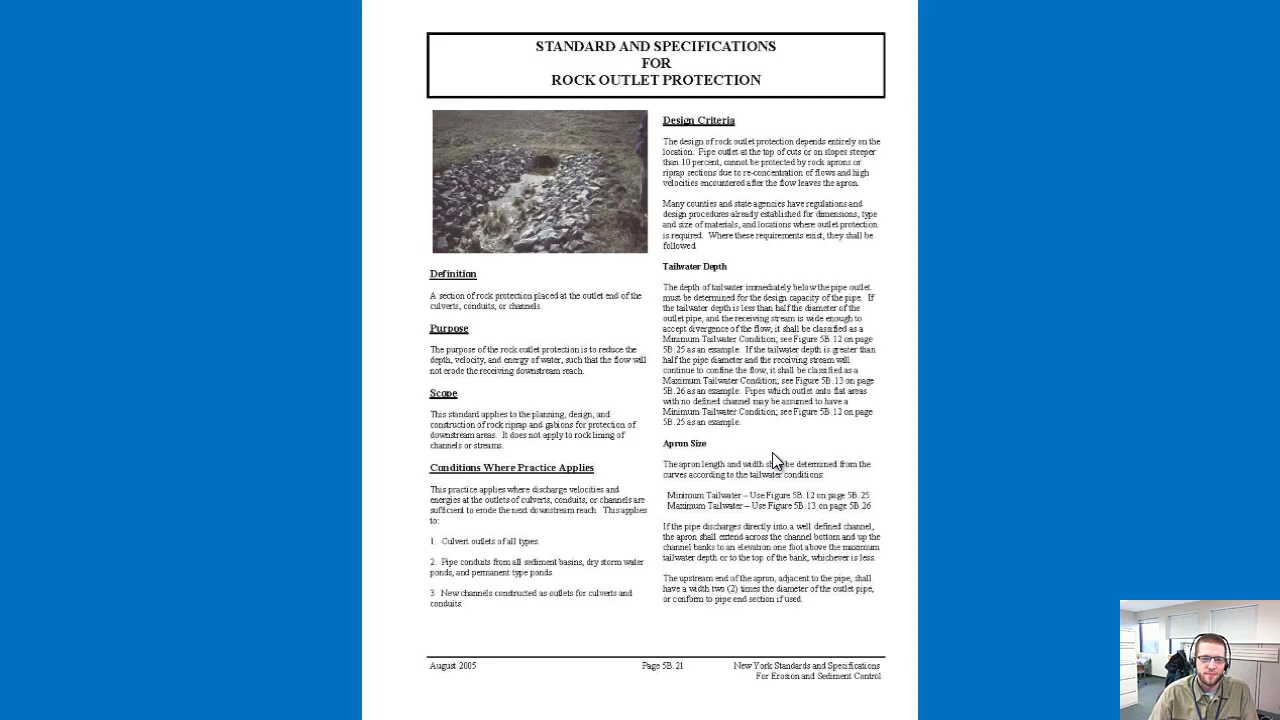 STANDARD AND SPECIFICATIONS
FOR
ROCK OUTLET PROTECTION
Definition
A section of rock protection placed at the outlet end of the
culverts, conduits, or channels.
Purpose
The purpose of the rock outlet protection is to reduce the
depth, velocity, and energy of water, such that the flow will
not erode the receiving downstream reach.
Scope
This standard applies to the planning, design, and
construction of rock riprap and gabions for protection of
downstream areas. It does not apply to rock lining of
channels or streams.
Conditions Where Practice Applies
This practice applies where discharge velocities and
energies at the outlets of culverts, conduits, or channels are
sufficient to erode the next downstream reach. This applies
to:
1. Culvert outlets of all types.
2. Pipe conduits from all sediment basins, dry storm water
ponds, and permanent type ponds.
3. New channels constructed as outlets for culverts and
conduits.
Design Criteria
The design of rock outlet protection depends entirely on the
location. Pipe outlet at the top of cuts or on slopes steeper
than 10 percent, cannot be protected by rock aprons or
riprap sections due to re-concentration of flows and high
velocities encountered after the flow leaves the apron.
Many counties and state agencies have regulations and
design procedures already established for dimensions, type
and size of materials, and locations where outlet protection
is required. Where these requirements exist, they shall be
followed.
Tailwater Depth
The depth of tailwater immediately below the pipe outlet
must be determined for the design capacity of the pipe. If
the tailwater depth is less than half the diameter of the
outlet pipe, and the receiving stream is wide enough to
accept divergence of the flow, it shall be classified as a
Minimum Tailwater Condition; see Figure 5B.12 on page
5B.25 as an example. If the tailwater depth is greater than
half the pipe diameter and the receiving stream will
continue to confine the flow, it shall be classified as a
Maximum Tailwater Condition; see Figure 5B.13 on page
5B.26 as an example. Pipes which outlet onto flat areas
with no defined channel may be assumed to have a
Minimum Tailwater Condition; see Figure 5B.12 on page
5B.25 as an example.
Apron Size
The apron length and width be determined from the
curves according to the tailwater conditions:
Minimum Tailwater – Use Figure 5B.12 on page 5B.25
Maximum Tailwater – Use Figure 5B.13 on page 5B.26
If the pipe discharges directly into a well defined channel,
the apron shall extend across the channel bottom and up the
channel banks to an elevation one foot above the maximum
tailwater depth or to the top of the bank, whichever is less.
The upstream end of the apron, adjacent to the pipe, shall
have a width two (2) times the diameter of the outlet pipe,
or conform to pipe end section if used.
August 2005 Page 5B.21 New York Standards and Specifications
For Erosion and Sediment Control